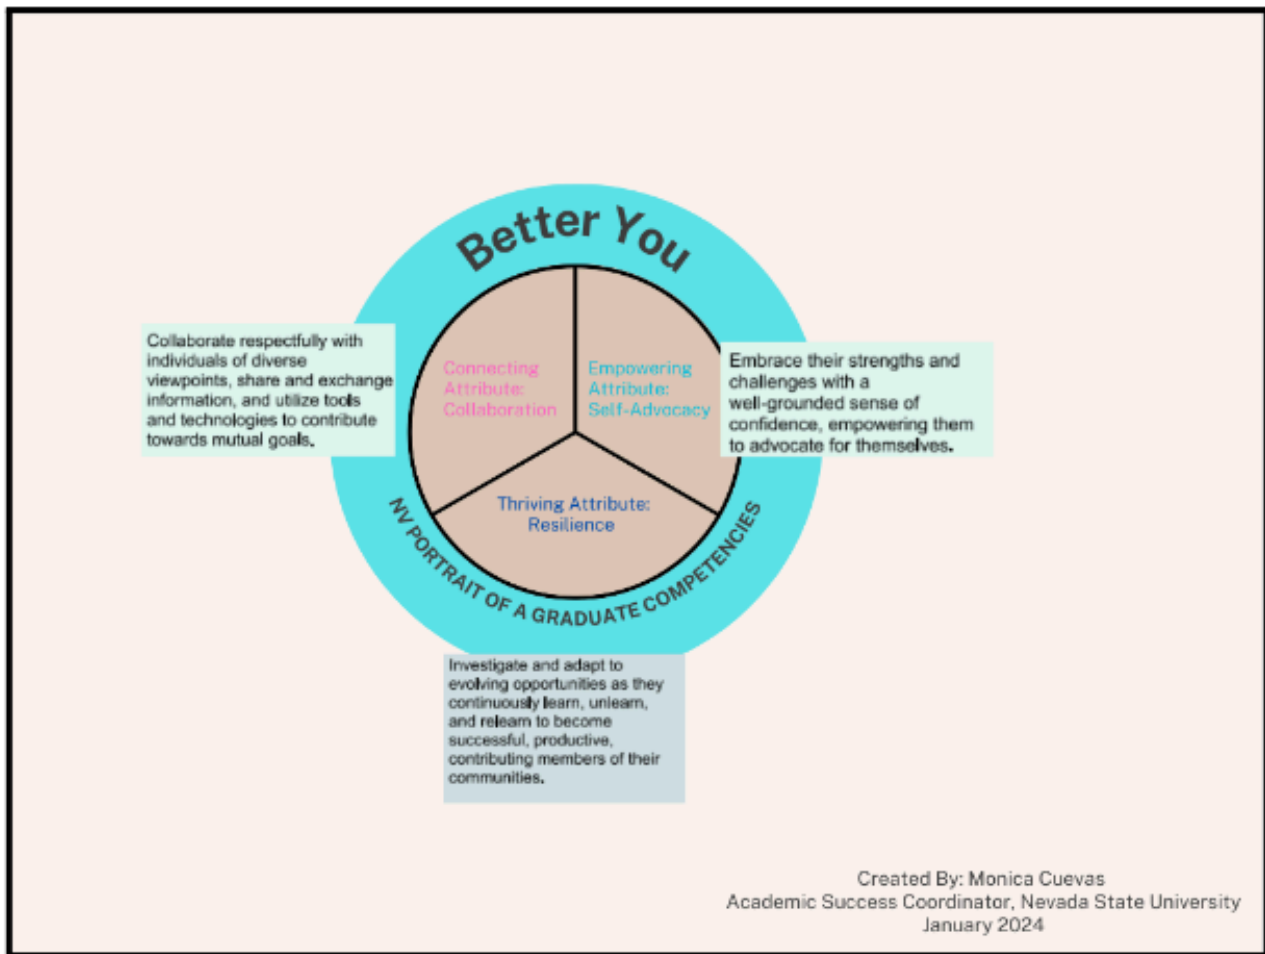 Better You
Collaborate respectfully with
individuals of diverse
viewpoints, share and exchange
information, and utilize tools
and technologies to contribute
towards mutual goals.
Connecting
Attribute:
Collaboration
Empowering
Attribute:
Self-Advocacy
Embrace their strengths and
challenges with a
well-grounded sense of
confidence, empowering them
to advocate for themselves.
Thriving Attribute:
Resilience
NV PORTRAIT OF A GRADUATE COMPETENCIES
Investigate and adapt to
evolving opportunities as they
continuously learn, unlearn,
and relearn to become
successful, productive,
contributing members of their
communities.
Created By: Monica Cuevas
Academic Success Coordinator, Nevada State University
January 2024